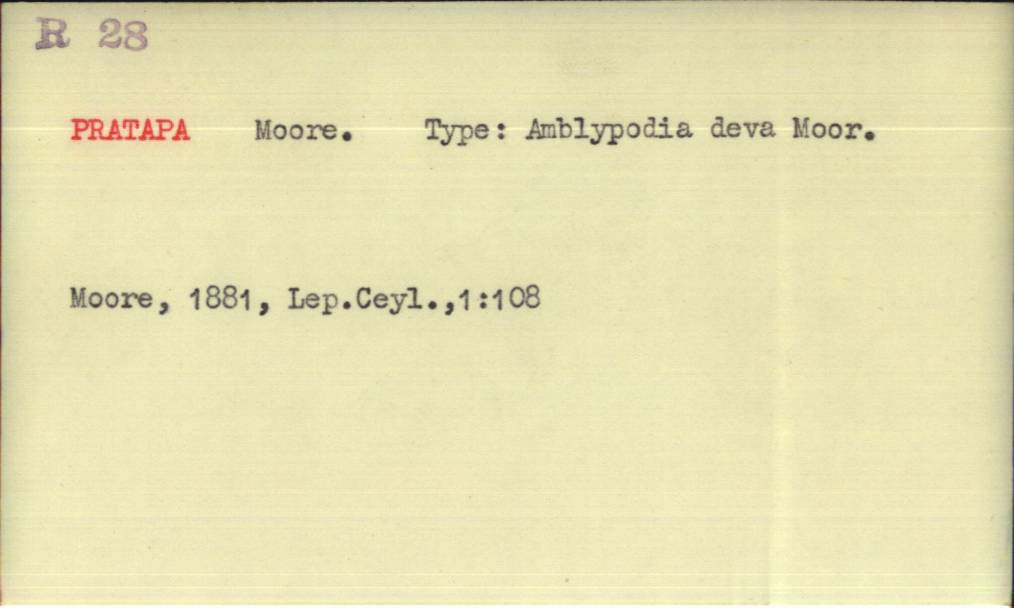 R 28
PRATAPA Moore. Type: Amblypodia deva Moor.
Moore, 1881, Lep.Ceyl.,1:108